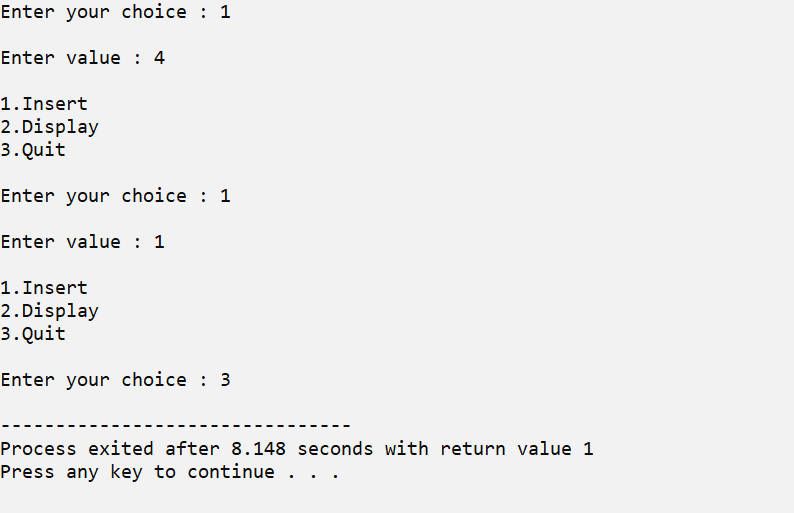 Enter your choice : 1
Enter value : 4
1.Insert
2.Display
3.Quit
Enter your choice : 1
Enter value : 1
1.Insert
2.Display
3.Quit
Enter your choice : 3
--------------------------------
Process exited after 8.148 seconds with return value 1
Press any key to continue . . .